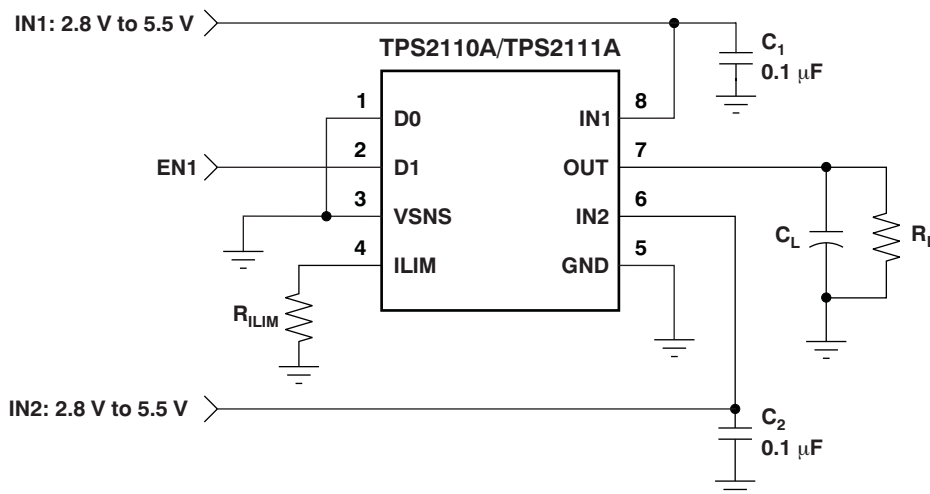 IN1: 2.8 V to 5.5 V
TPS2110A/TPS2111A
C1
0.1 μF
1
D0
IN1
8
EN1
2
D1
OUT
7
3
VSNS
IN2
6
4
ILIM
GND
5
CL
RILIM
IN2: 2.8 V to 5.5 V
C2
0.1 μF